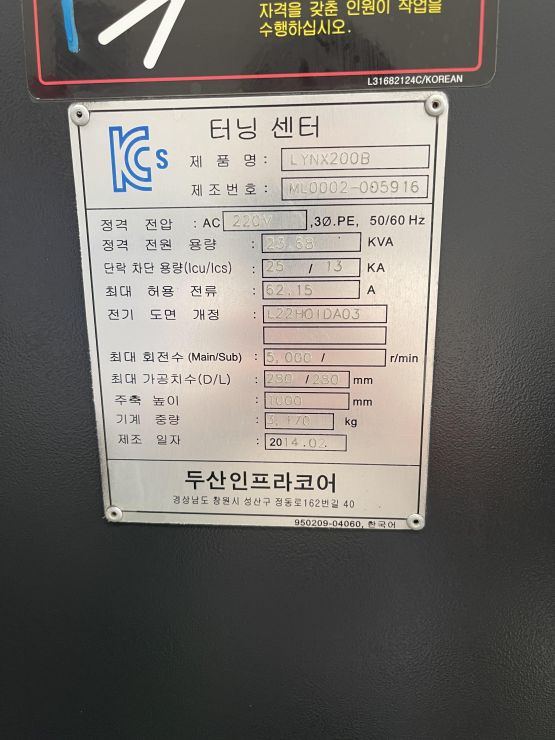 자격을 갖춘 인원이 작업을
수행하십시오.
L31682124C/KOREAN
KCs
터닝 센터
제 품 명 : LYNX200B
제조번호 : ML0002-005916
정격 전압 : AC 220V ,3Ø.PE, 50/60 Hz
정격 전원 용량 : 23.68 KVA
단락 차단 용량(Icu/Ics) : 25 / 13 KA
최대 허용 전류 : 62.15 A
전기 도면 개정 : L22H01DA03
최대 회전수 (Main/Sub) : 5,000 / r/min
최대 가공치수(D/L) : 280 / 280 mm
주축 높이 : 1000 mm
기계 중량 : 3,170 kg
제조 일자 : 2014.02.
두산인프라코어
경상남도 창원시 성산구 정동로162번길 40
950209-04060, 한국어